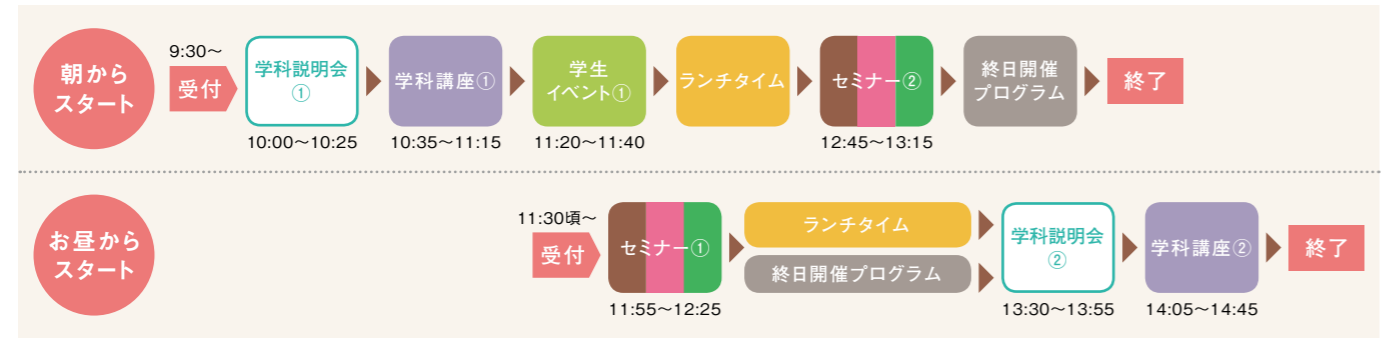 朝から
スタート
9:30〜
受付
学科説明会
①
10:00〜10:25
学科講座①
10:35〜11:15
学生
イベント①
11:20〜11:40
ランチタイム
セミナー②
12:45〜13:15
終日開催
プログラム
終了
お昼から
スタート
11:30頃〜
受付
セミナー①
11:55〜12:25
ランチタイム
終日開催プログラム
学科説明会
②
13:30〜13:55
学科講座②
14:05〜14:45
終了